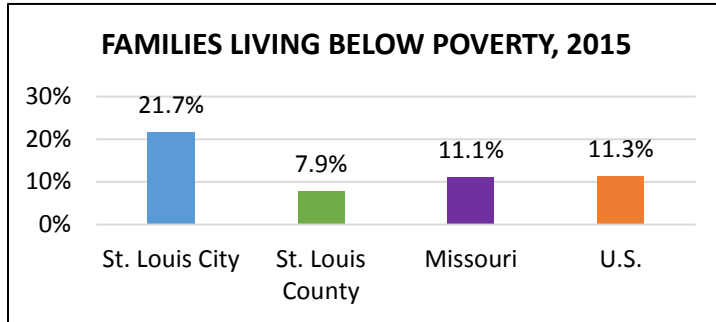 FAMILIES LIVING BELOW POVERTY, 2015
30%
21.7%
20%
11.1%
11.3%
7.9%
10%
0%
St. Louis City
St. Louis
County
Missouri
U.S.